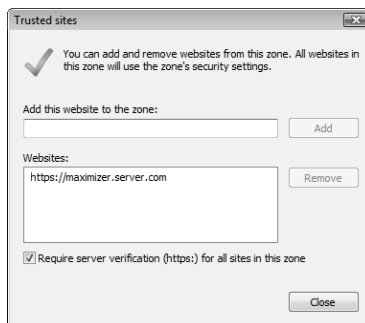 Trusted sites
You can add and remove websites from this zone. All websites in
this zone will use the zone's security settings.
Add this website to the zone:
Add
Websites:
https://maximizer.server.com
Remove
Require server verification (https:) for all sites in this zone
Close